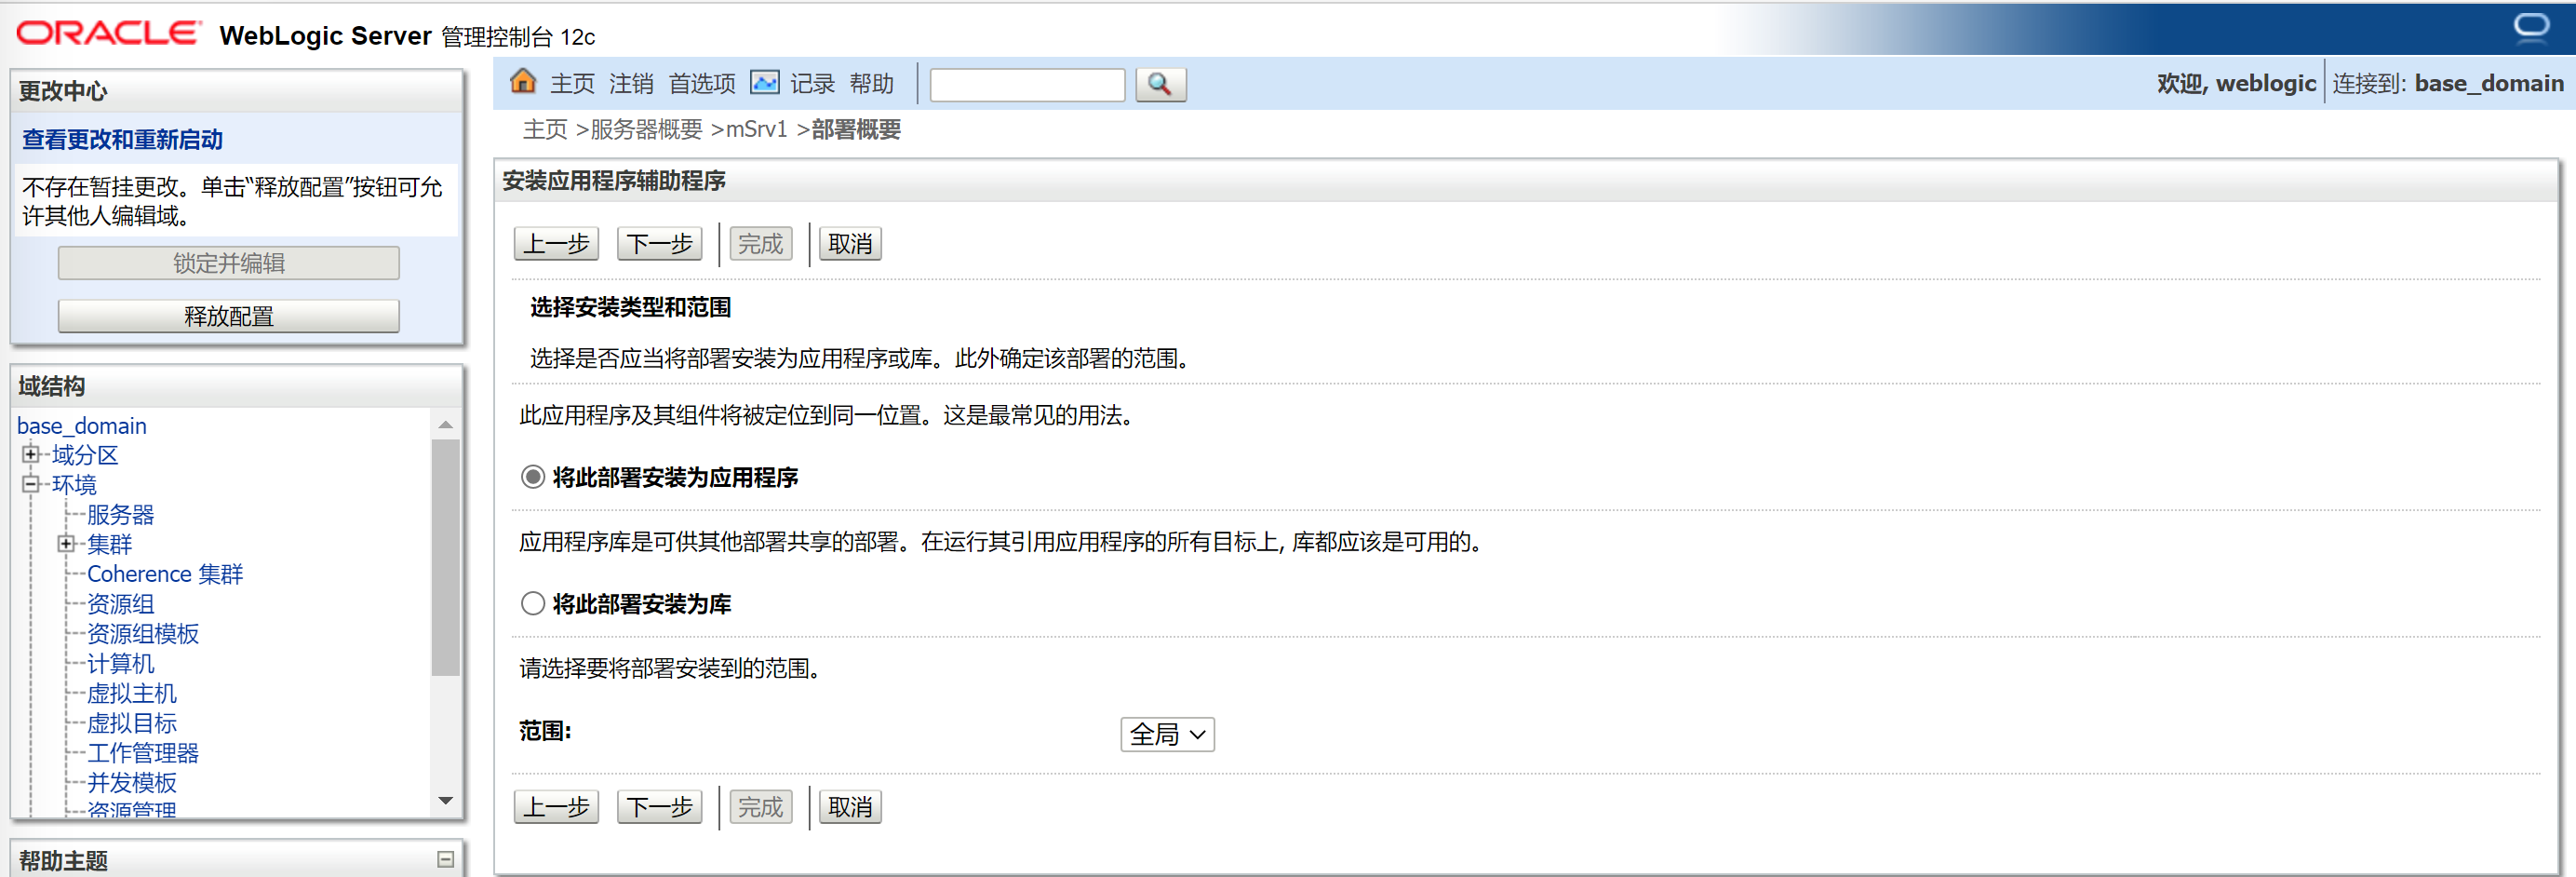 ORACLE WebLogic Server 管理控制台 12c
更改中心
查看更改和重新启动
不存在暂挂更改。单击“释放配置”按钮可允
许其他人编辑域。
锁定并编辑
释放配置
域结构
base_domain
域分区
环境
服务器
集群
Coherence 集群
资源组
资源组模板
计算机
虚拟主机
虚拟目标
工作管理器
并发模板
资源管理
帮助主题
主页 注销 首选项 记录 帮助
欢迎, weblogic 连接到: base_domain
主页 >服务器概要 >mSrv1 >部署概要
安装应用程序辅助程序
上一步 下一步 完成 取消
选择安装类型和范围
选择是否应当将部署安装为应用程序或库。此外确定该部署的范围。
此应用程序及其组件将被定位到同一位置。这是最常见的用法。
将此部署安装为应用程序
应用程序库是可供其他部署共享的部署。在运行其引用应用程序的所有目标上, 库都应该是可用的。
将此部署安装为库
请选择要将部署安装到的范围。
范围: 全局
上一步 下一步 完成 取消